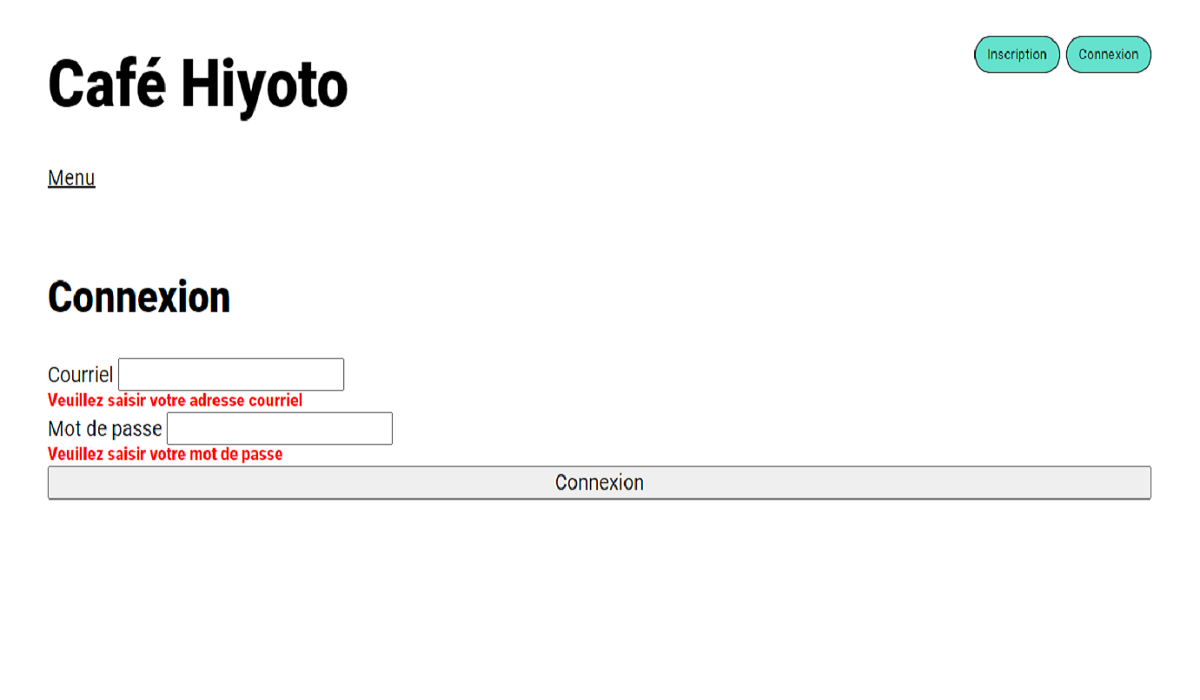 Café Hiyoto
Inscription
Connexion
Menu
Connexion
Courriel
Veuillez saisir votre adresse courriel
Mot de passe
Veuillez saisir votre mot de passe
Connexion